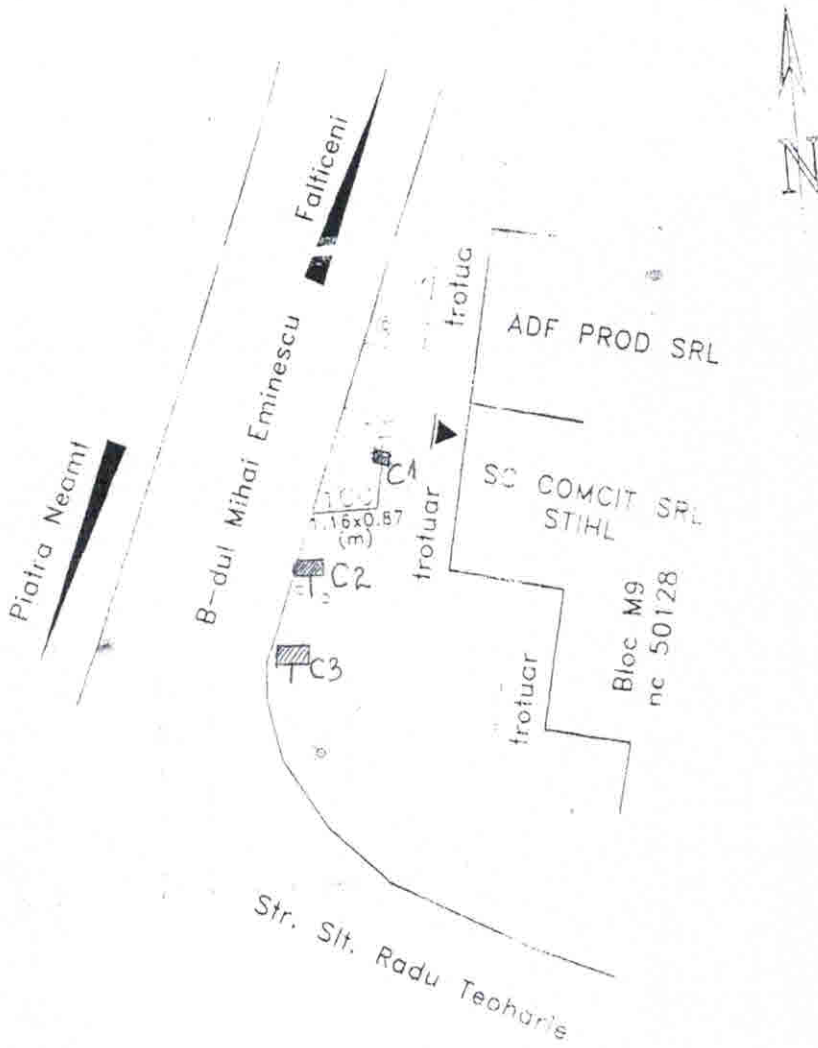 N
Falticeni
trotua
ADF PROD SRL
B-dul Mihai Eminescu
Piatra Neamt
C1
SC COMCIT SRL
STIHL
trotuar
1.16x0.87
(m)
C2
Bloc M9
nc 50128
C3
trotuar
Str. Slt. Radu Teoharie